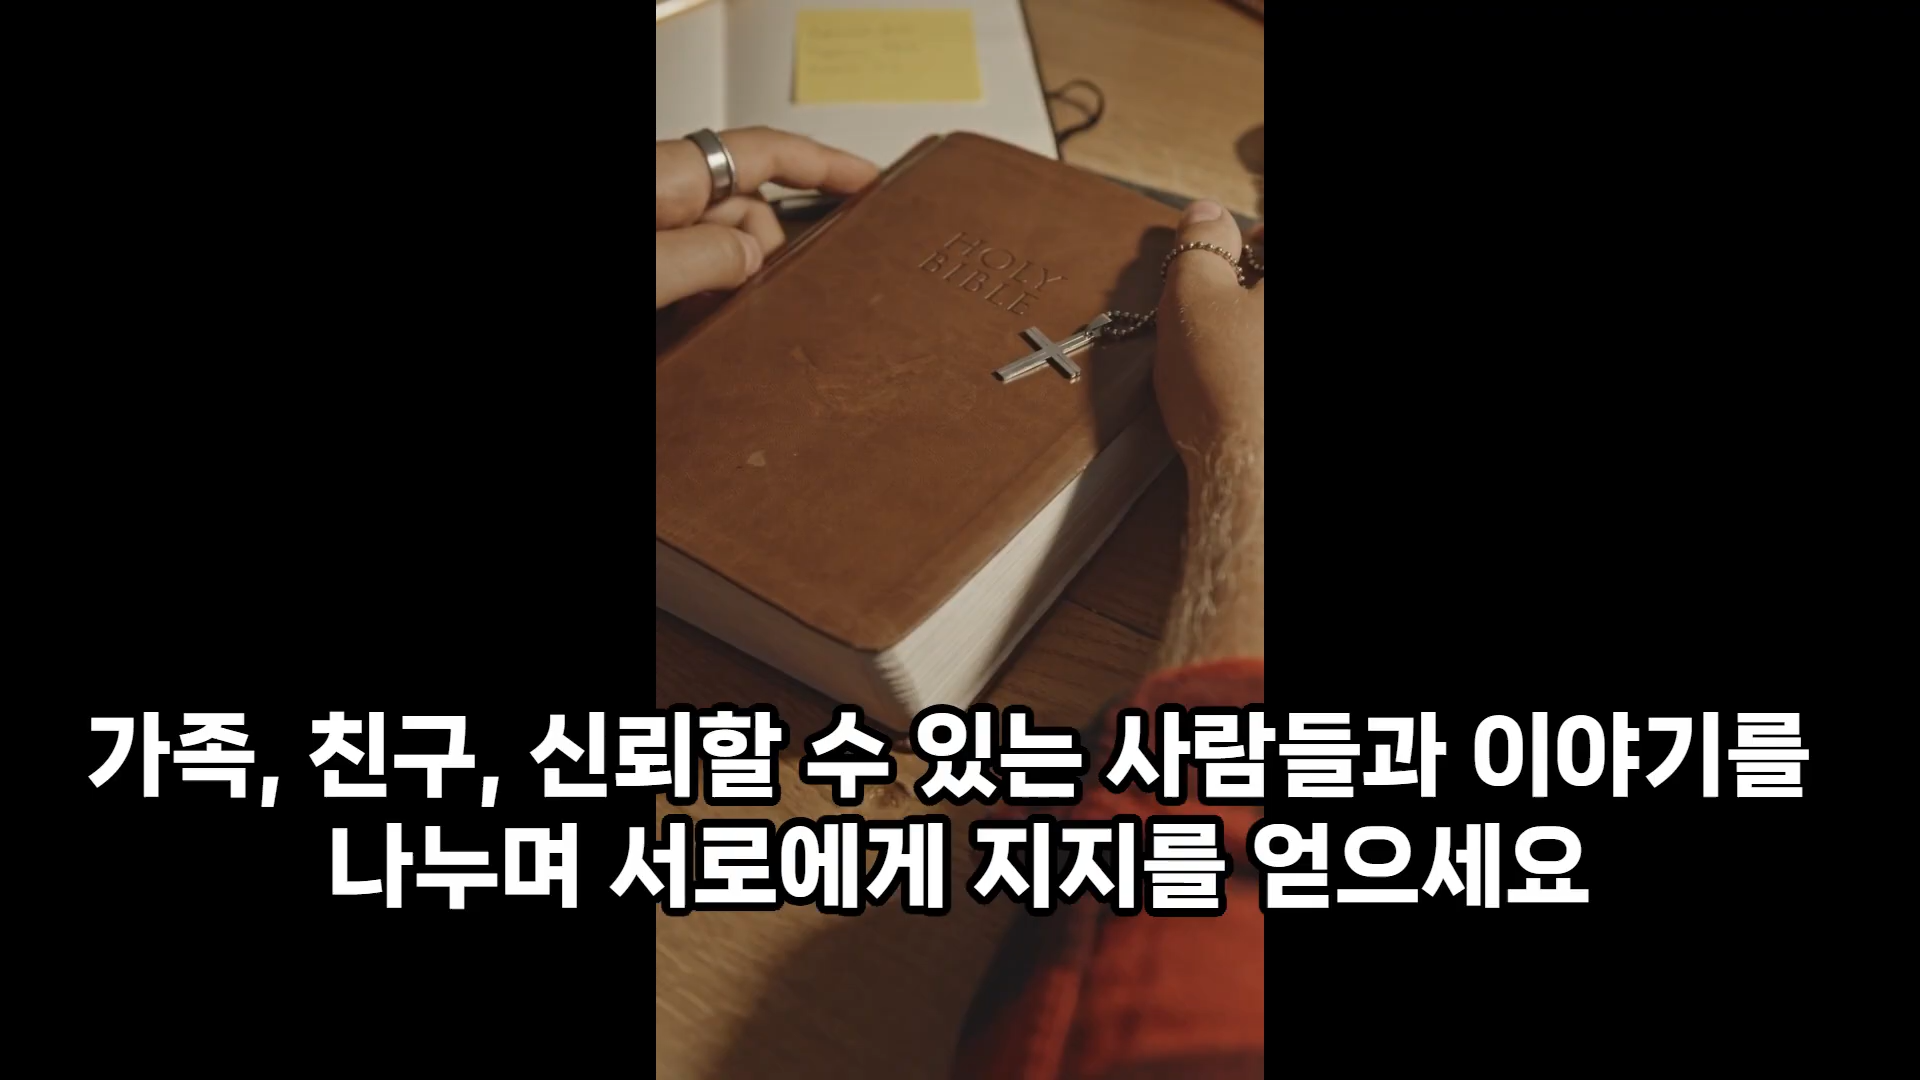 HOLY
BIBLE
가족, 친구, 신뢰할 수 있는 사람들과 이야기를
나누며 서로에게 지지를 얻으세요